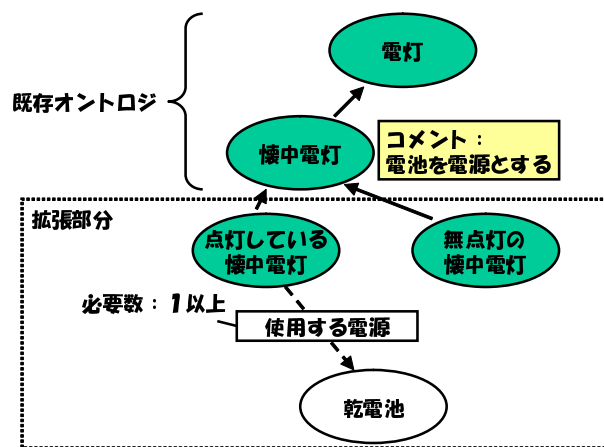 電灯
既存オントロジ
懐中電灯
コメント：
電池を電源とする
拡張部分
点灯している
懐中電灯
無点灯の
懐中電灯
必要数：1以上
使用する電源
乾電池